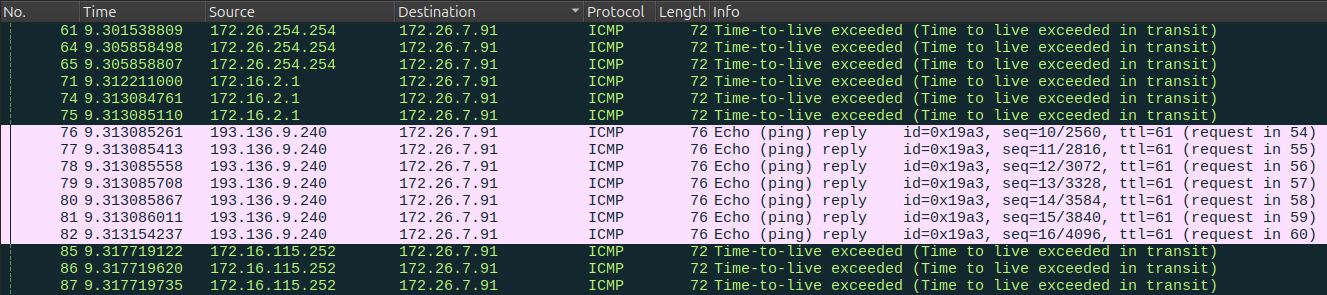 No. Time Source Destination Protocol Length Info
61 9.301538809 172.26.254.254 172.26.7.91 ICMP 72 Time-to-live exceeded (Time to live exceeded in transit)
64 9.305858498 172.26.254.254 172.26.7.91 ICMP 72 Time-to-live exceeded (Time to live exceeded in transit)
65 9.305858807 172.26.254.254 172.26.7.91 ICMP 72 Time-to-live exceeded (Time to live exceeded in transit)
71 9.312211000 172.16.2.1 172.26.7.91 ICMP 72 Time-to-live exceeded (Time to live exceeded in transit)
74 9.313084761 172.16.2.1 172.26.7.91 ICMP 72 Time-to-live exceeded (Time to live exceeded in transit)
75 9.313085110 172.16.2.1 172.26.7.91 ICMP 72 Time-to-live exceeded (Time to live exceeded in transit)
76 9.313085261 193.136.9.240 172.26.7.91 ICMP 76 Echo (ping) reply id=0x19a3, seq=10/2560, ttl=61 (request in 54)
77 9.313085413 193.136.9.240 172.26.7.91 ICMP 76 Echo (ping) reply id=0x19a3, seq=11/2816, ttl=61 (request in 55)
78 9.313085558 193.136.9.240 172.26.7.91 ICMP 76 Echo (ping) reply id=0x19a3, seq=12/3072, ttl=61 (request in 56)
79 9.313085708 193.136.9.240 172.26.7.91 ICMP 76 Echo (ping) reply id=0x19a3, seq=13/3328, ttl=61 (request in 57)
80 9.313085867 193.136.9.240 172.26.7.91 ICMP 76 Echo (ping) reply id=0x19a3, seq=14/3584, ttl=61 (request in 58)
81 9.313086011 193.136.9.240 172.26.7.91 ICMP 76 Echo (ping) reply id=0x19a3, seq=15/3840, ttl=61 (request in 59)
82 9.313154237 193.136.9.240 172.26.7.91 ICMP 76 Echo (ping) reply id=0x19a3, seq=16/4096, ttl=61 (request in 60)
85 9.317719122 172.16.115.252 172.26.7.91 ICMP 72 Time-to-live exceeded (Time to live exceeded in transit)
86 9.317719620 172.16.115.252 172.26.7.91 ICMP 72 Time-to-live exceeded (Time to live exceeded in transit)
87 9.317719735 172.16.115.252 172.26.7.91 ICMP 72 Time-to-live exceeded (Time to live exceeded in transit)